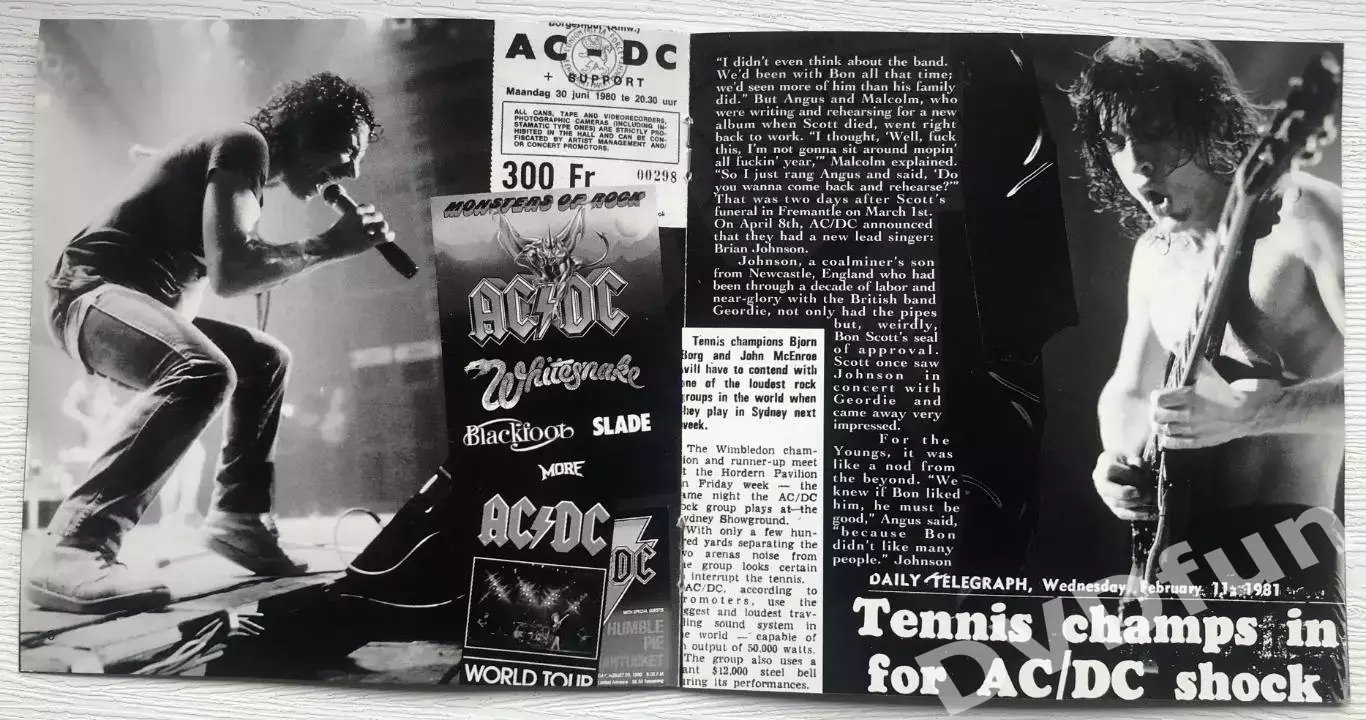 Borgerhout (Antw.)
AC-DC
+ SUPPORT
Maandag 30 juni 1980 te 20.30 uur
ALL CANS, TAPE AND VIDEORECORDERS,
PHOTOGRAPHIC CAMERAS (INCLUDING IN-
STAMATIC TYPE ONES) ARE STRICTLY PRO-
HIBITED IN THE HALL AND CAN BE CON-
FISCATED BY ARTIST MANAGEMENT AND/
OR CONCERT PROMOTORS.
300 Fr
00298
MONSTERS OF ROCK
AC/DC
Whitesnake
Blackfoot
SLADE
MORE
AC/DC
DC
WITH SPECIAL GUESTS
HUMBLE
PIE
WORLD TOUR
"I didn't even think about the band.
We'd been with Bon all that time;
we'd seen more of him than his family
did." But Angus and Malcolm, who
were writing and rehearsing for a new
album when Scott died, went right
back to work. "I thought, 'Well, fuck
this, I'm not gonna sit around mopin'
all fuckin' year,'" Malcolm explained.
"So I just rang Angus and said, 'Do
you wanna come back and rehearse?'"
That was two days after Scott's
funeral in Fremantle on March 1st.
On April 8th, AC/DC announced
that they had a new lead singer:
Brian Johnson.
Johnson, a coalminer's son
from Newcastle, England who had
been through a decade of labor and
near-glory with the British band
Geordie, not only had the pipes
but, weirdly,
Bon Scott's seal
of approval.
Scott once saw
Johnson in
concert with
Geordie and
came away very
impressed.
For the
Youngs, it was
like a nod from
the beyond. "We
knew if Bon liked
him, he must be
good," Angus said,
"because Bon
didn't like many
people." Johnson
Tennis champions Bjorn
Borg and John McEnroe
will have to contend with
one of the loudest rock
groups in the world when
they play in Sydney next
week.
The Wimbledon cham-
ion and runner-up meet
t the Hordern Pavilion
n Friday week — the
ame night the AC/DC
ock group plays at the
ydney Showground.
With only a few hun-
red yards separating the
wo arenas noise from
e group looks certain
interrupt the tennis.
AC/DC, according to
romoters, use the
ggest and loudest trav-
ling sound system in
e world — capable of
n output of 50,000 watts.
The group also uses a
ant $12,000 steel bell
uring its performances.
DAILY TELEGRAPH, Wednesday, February 11, 1981
Tennis champs in
for AC/DC shock
Dvdfun